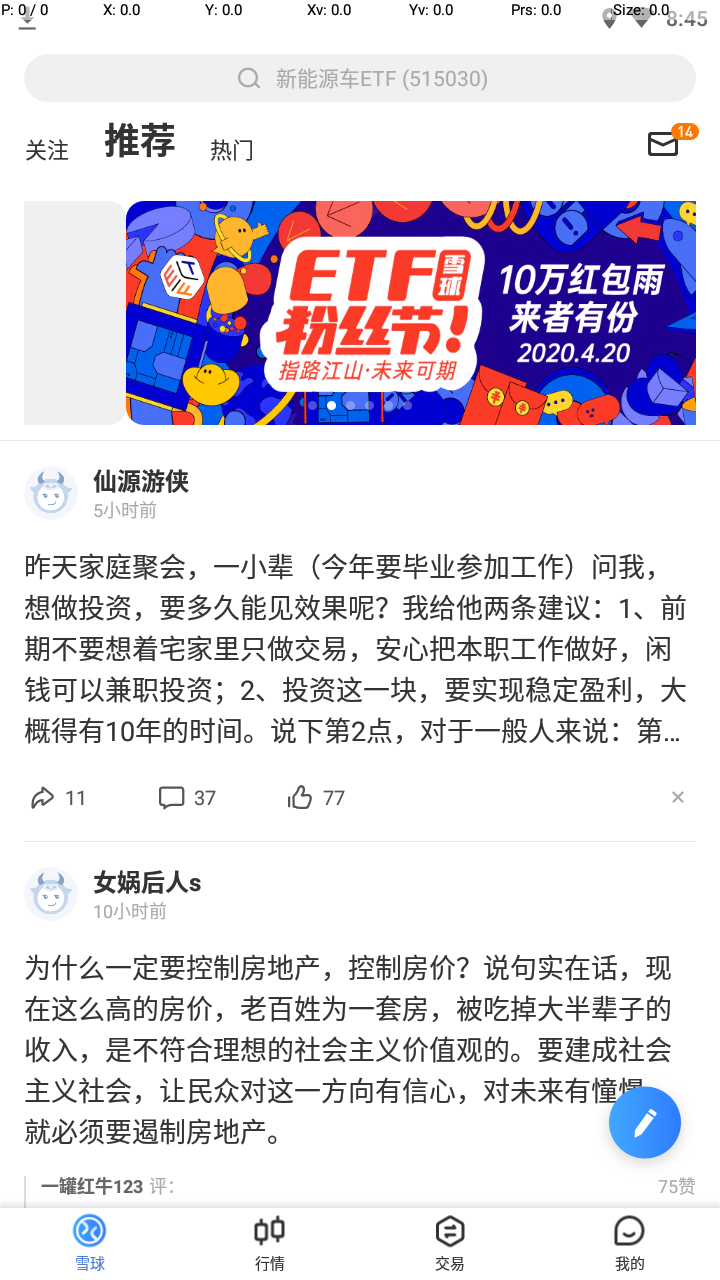 P: 0 / 0 X: 0.0 Y: 0.0 Xv: 0.0 Yv: 0.0 Prs: 0.0 Size: 0.0
8:45
新能源车ETF (515030)
关注 推荐 热门 14
ETF雪球
粉丝节!
指路江山·未来可期
10万红包雨
来者有份
2020.4.20
仙源游侠
5小时前
昨天家庭聚会，一小辈（今年要毕业参加工作）问我，
想做投资，要多久能见效果呢？我给他两条建议：1、前
期不要想着宅家里只做交易，安心把本职工作做好，闲
钱可以兼职投资；2、投资这一块，要实现稳定盈利，大
概得有10年的时间。说下第2点，对于一般人来说：第...
11 37 77
女娲后人s
10小时前
为什么一定要控制房地产，控制房价？说句实在话，现
在这么高的房价，老百姓为一套房，被吃掉大半辈子的
收入，是不符合理想的社会主义价值观的。要建成社会
主义社会，让民众对这一方向有信心，对未来有憧憬
就必须要遏制房地产。
一罐红牛123 评： 75赞
雪球 行情 交易 我的